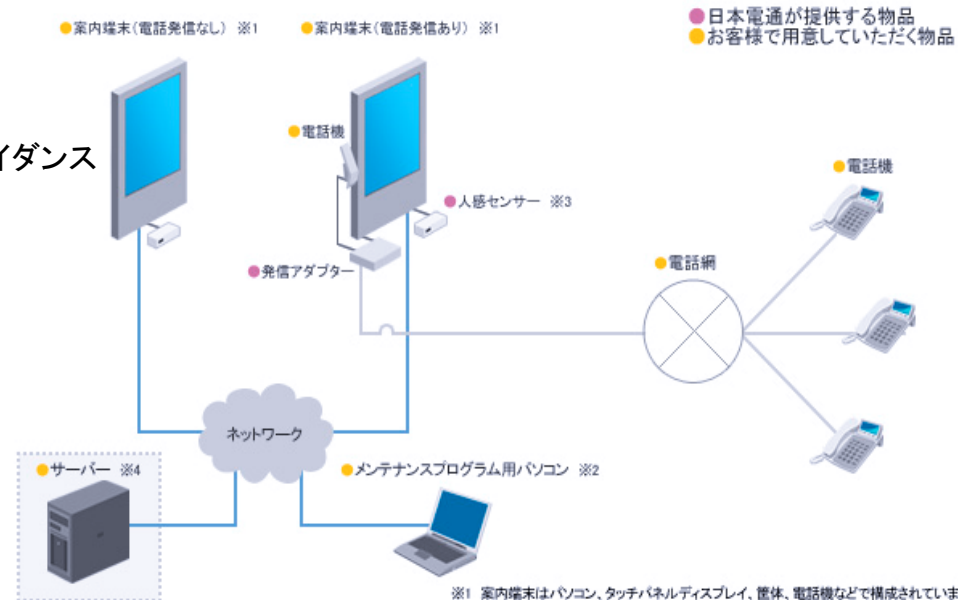 ●日本電通が提供する物品
●お客様で用意していただく物品
●案内端末（電話発信なし） ※1
●案内端末（電話発信あり） ※1
イダンス
●電話機
●電話機
●人感センサー ※3
●発信アダプター
●電話網
ネットワーク
●サーバー ※4
●メンテナンスプログラム用パソコン ※2
※1 案内端末はパソコン、タッチパネルディスプレイ、筐体、電話機などで構成されていま